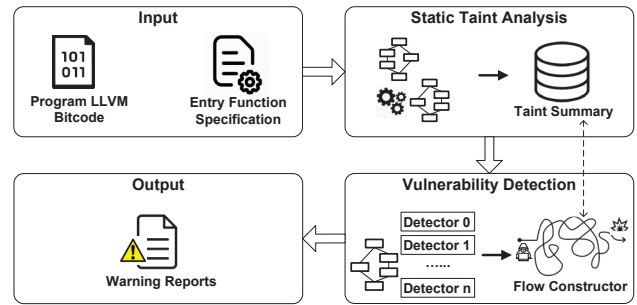 Input
101
011
Program LLVM
Bitcode
Entry Function
Specification
Static Taint Analysis
Taint Summary
Output
Warning Reports
Vulnerability Detection
Detector 0
Detector 1
......
Detector n
Flow Constructor